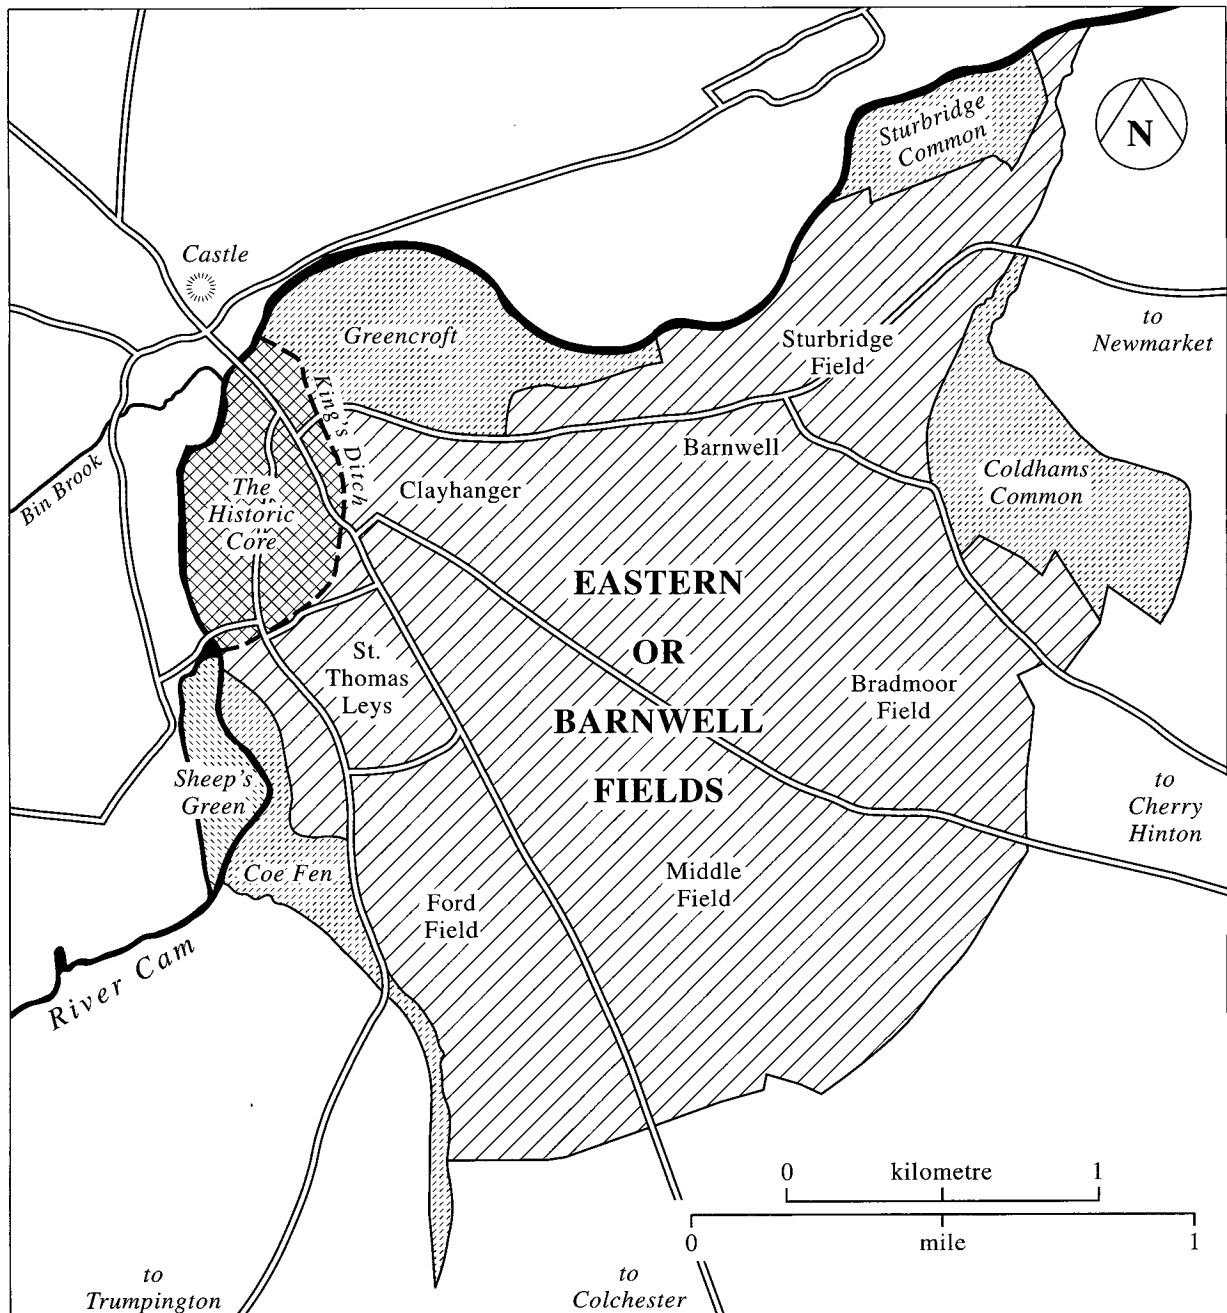 Sturbridge
Common
N
Castle
Greencroft
to
Newmarket
Sturbridge
Field
King's Ditch
Barnwell
Coldhams
Common
Bin Brook
The
Historic
Core
Clayhanger
EASTERN
OR
BARNWELL
FIELDS
St.
Thomas
Leys
Bradmoor
Field
Sheep's
Green
to
Cherry
Hinton
Coe Fen
Middle
Field
Ford
Field
River Cam
0 kilometre 1
0 mile 1
to
Trumpington
to
Colchester